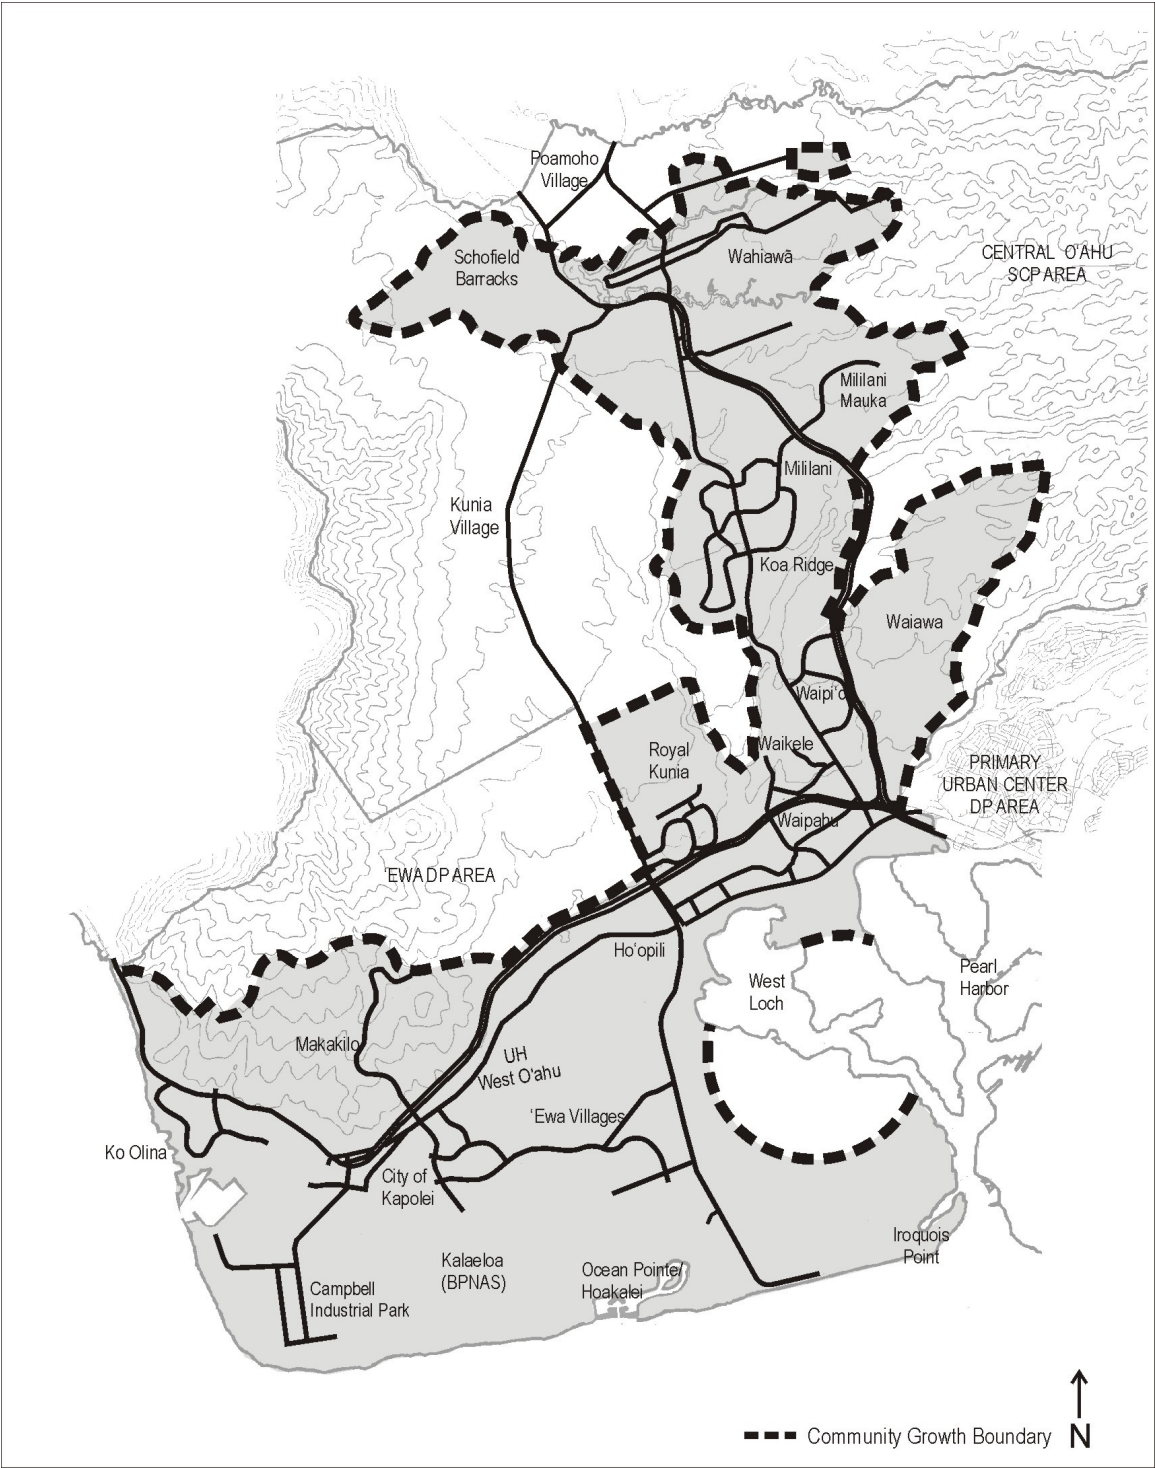 Poamoho
Village
Schofield
Barracks
Wahiawā
CENTRAL O'AHU
SCP AREA
Mililani
Mauka
Mililani
Kunia
Village
Koa Ridge
Waiawa
Waipi'o
Royal
Kunia
Waikele
PRIMARY
URBAN CENTER
DP AREA
Waipahu
'EWA DP AREA
Ho'opili
West
Loch
Pearl
Harbor
Makakilo
UH
West O'ahu
'Ewa Villages
Ko Olina
City of
Kapolei
Iroquois
Point
Kalaeloa
(BPNAS)
Ocean Pointe/
Hoakalei
Campbell
Industrial Park
Community Growth Boundary
N